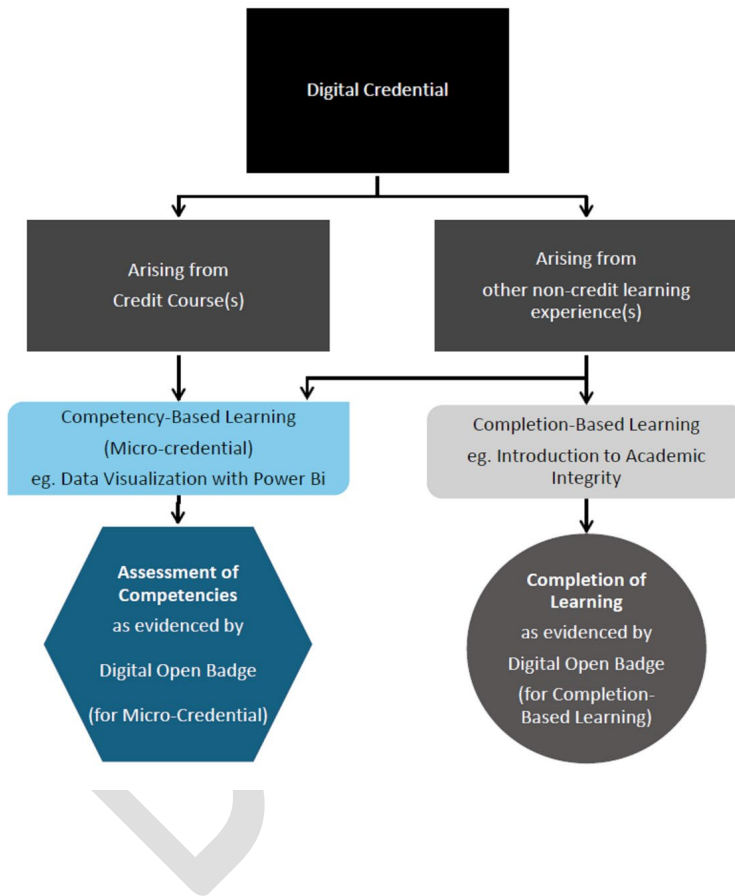 Digital Credential
Arising from
Credit Course(s)
Arising from
other non-credit learning
experience(s)
Competency-Based Learning
(Micro-credential)
eg. Data Visualization with Power Bi
Completion-Based Learning
eg. Introduction to Academic
Integrity
Assessment of
Competencies
as evidenced by
Digital Open Badge
(for Micro-Credential)
Completion of
Learning
as evidenced by
Digital Open Badge
(for Completion-
Based Learning)